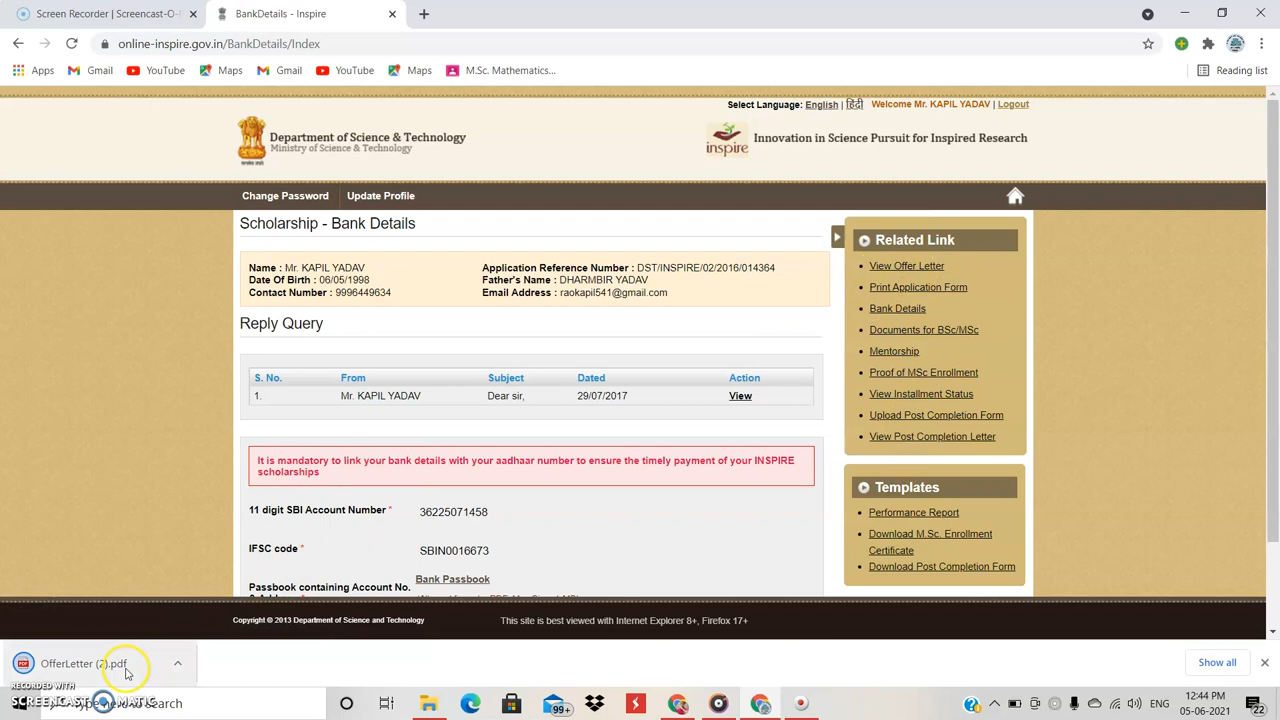 Screen Recorder | Screencast-O-
BankDetails - Inspire
online-inspire.gov.in/BankDetails/Index
Apps Gmail YouTube Maps Gmail YouTube Maps M.Sc. Mathematics... Reading list
Select Language: English | हिंदी Welcome Mr. KAPIL YADAV | Logout
Department of Science & Technology
Ministry of Science & Technology
inspire
Innovation in Science Pursuit for Inspired Research
Change Password Update Profile
Scholarship - Bank Details
Name : Mr. KAPIL YADAV
Application Reference Number : DST/INSPIRE/02/2016/014364
Date Of Birth : 06/05/1998
Father's Name : DHARMBIR YADAV
Contact Number : 9996449634
Email Address : raokapil541@gmail.com
Reply Query
S. No. From Subject Dated Action
1. Mr. KAPIL YADAV Dear sir, 29/07/2017 View
It is mandatory to link your bank details with your aadhaar number to ensure the timely payment of your INSPIRE
scholarships
11 digit SBI Account Number * 36225071458
IFSC code * SBIN0016673
Bank Passbook
Passbook containing Account No.
Related Link
View Offer Letter
Print Application Form
Bank Details
Documents for BSc/MSc
Mentorship
Proof of MSc Enrollment
View Installment Status
Upload Post Completion Form
View Post Completion Letter
Templates
Performance Report
Download M.Sc. Enrollment
Certificate
Download Post Completion Form
Copyright © 2013 Department of Science and Technology
This site is best viewed with Internet Explorer 8+, Firefox 17+
OfferLetter (2).pdf
Show all
RECORDED WITH
SCREENCAST MATIC
Type here to search
99+
ENG
12:44 PM
05-06-2021
22